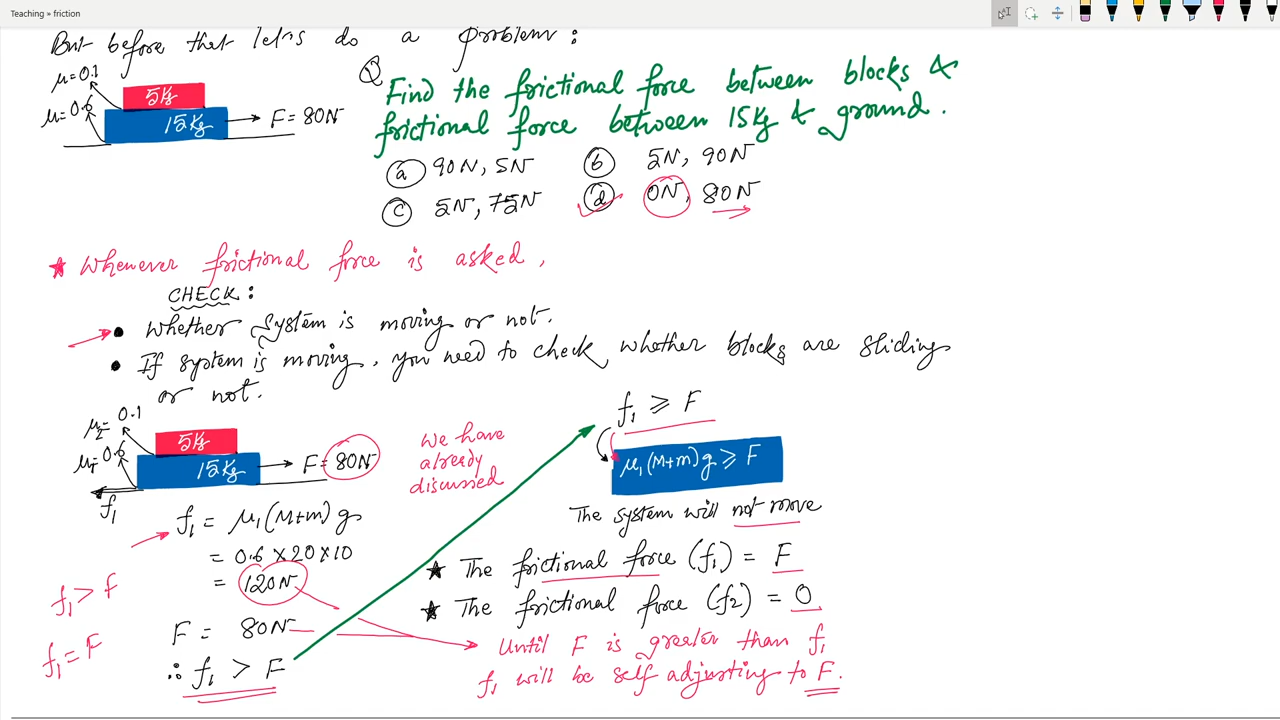 Teaching » friction
But before that let's do a problem:
μ=0.1
5Kg
μ=0.6
15Kg
F = 80N
Q Find the frictional force between blocks &
frictional force between 15Kg & ground.
(a) 90N, 5N (b) 5N, 90N
(c) 5N, 75N (d) 0N, 80N
★ Whenever frictional force is asked,
CHECK:
• Whether System is moving or not.
• If system is moving, you need to check whether blocks are sliding
or not.
μ2=0.1
5Kg
μ1=0.6
15Kg
F = 80N
f1
We have
already
discussed
f1 = μ1(M+m)g
= 0.6×20×10
= 120N
f1 > F
f1 = F
F = 80N
∴ f1 > F
f1 ⩾ F
μ1(M+m)g ⩾ F
The system will not move
★ The frictional force (f1) = F
★ The frictional force (f2) = 0
Until F is greater than f1
f1 will be self adjusting to F.